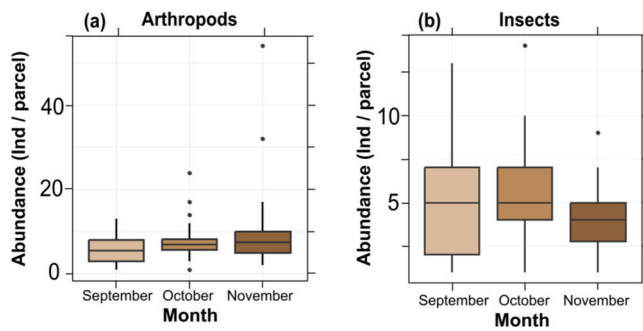 (a) Arthropods
Abundance (Ind / parcel)
40
20
0
September October November
Month
(b) Insects
Abundance (Ind / parcel)
10
5
September October November
Month